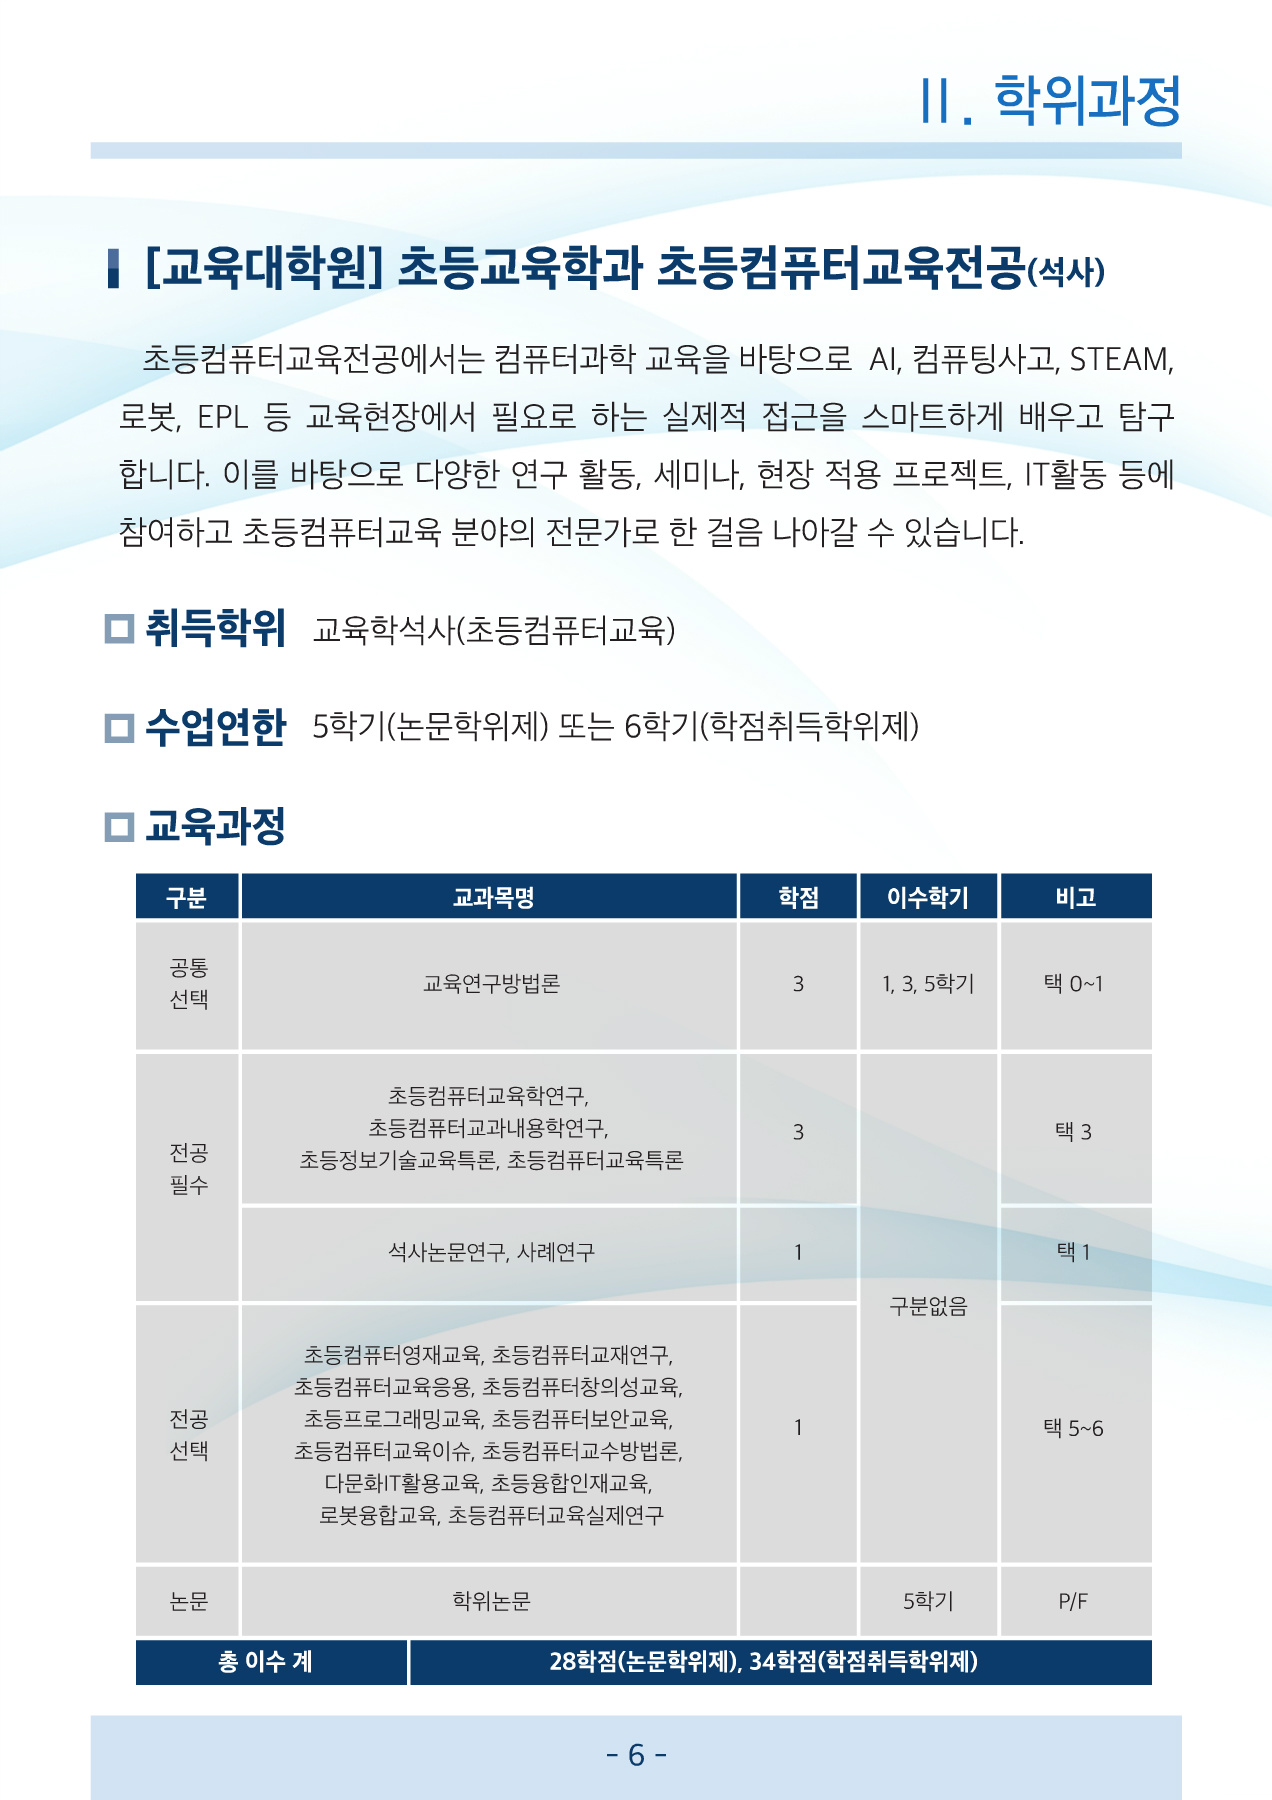 Ⅱ. 학위과정
[교육대학원] 초등교육학과 초등컴퓨터교육전공(석사)
초등컴퓨터교육전공에서는 컴퓨터과학 교육을 바탕으로 AI, 컴퓨팅사고, STEAM,
로봇, EPL 등 교육현장에서 필요로 하는 실제적 접근을 스마트하게 배우고 탐구
합니다. 이를 바탕으로 다양한 연구 활동, 세미나, 현장 적용 프로젝트, IT활동 등에
참여하고 초등컴퓨터교육 분야의 전문가로 한 걸음 나아갈 수 있습니다.
취득학위 교육학석사(초등컴퓨터교육)
수업연한 5학기(논문학위제) 또는 6학기(학점취득학위제)
교육과정
구분 교과목명 학점 이수학기 비고
공통
선택
교육연구방법론 3 1, 3, 5학기 택 0~1
전공
필수
초등컴퓨터교육학연구,
초등컴퓨터교과내용학연구,
초등정보기술교육특론, 초등컴퓨터교육특론
3
택 3
석사논문연구, 사례연구 1 택 1
구분없음
전공
선택
초등컴퓨터영재교육, 초등컴퓨터교재연구,
초등컴퓨터교육응용, 초등컴퓨터창의성교육,
초등프로그래밍교육, 초등컴퓨터보안교육,
초등컴퓨터교육이슈, 초등컴퓨터교수방법론,
다문화IT활용교육, 초등융합인재교육,
로봇융합교육, 초등컴퓨터교육실제연구
1
택 5~6
논문 학위논문 5학기 P/F
총 이수 계 28학점(논문학위제), 34학점(학점취득학위제)
- 6 -